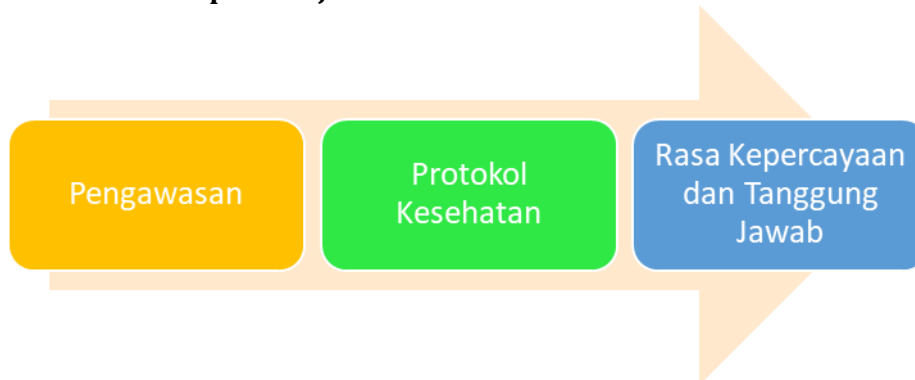 Pengawasan
Protokol
Kesehatan
Rasa Kepercayaan
dan Tanggung
Jawab